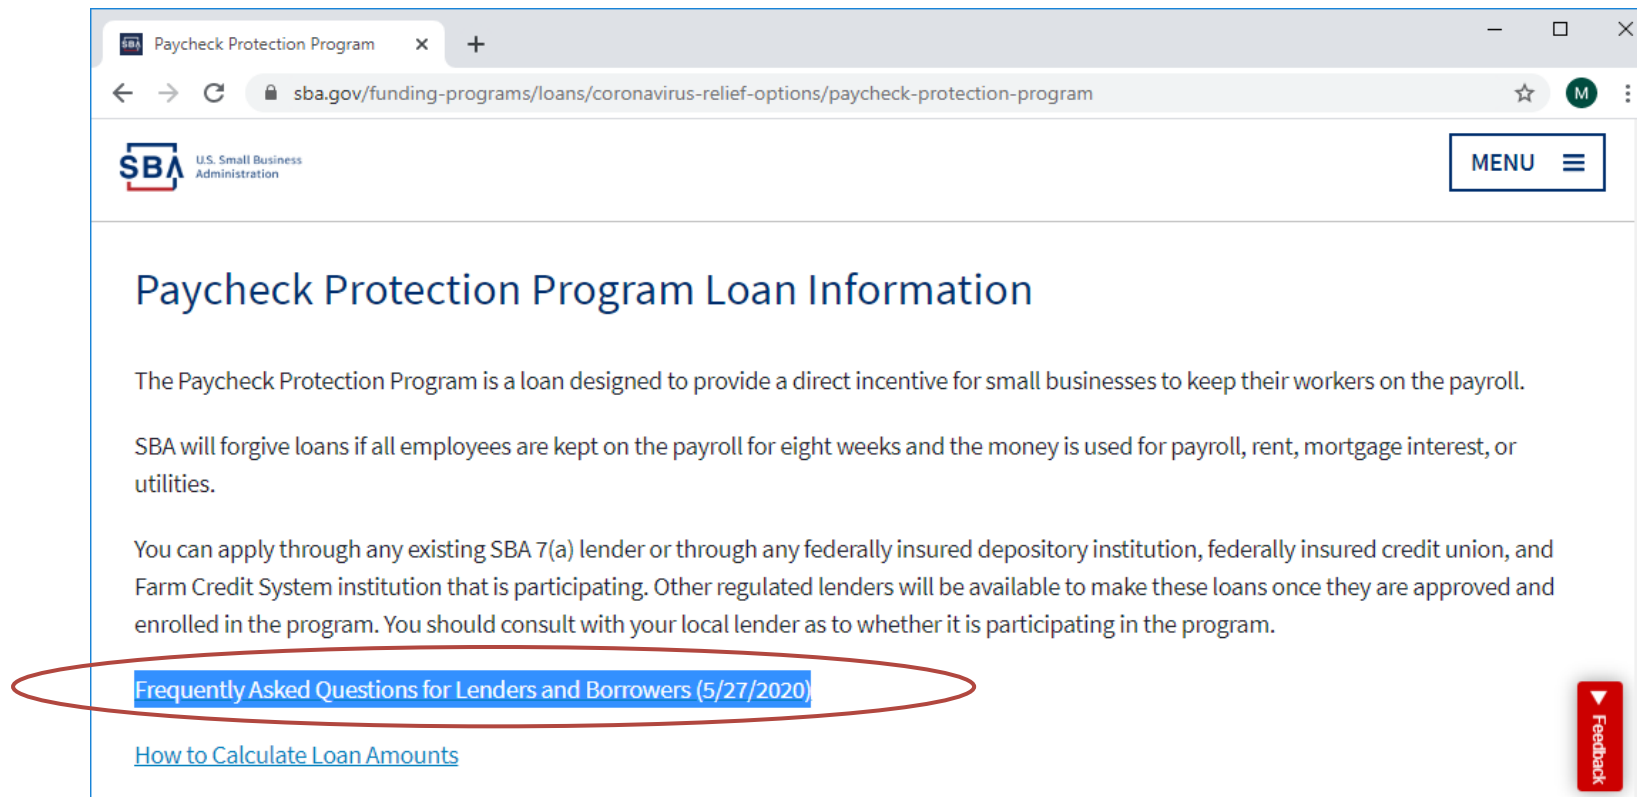 Paycheck Protection Program
sba.gov/funding-programs/loans/coronavirus-relief-options/paycheck-protection-program
M
SBA
U.S. Small Business
Administration
MENU
Paycheck Protection Program Loan Information
The Paycheck Protection Program is a loan designed to provide a direct incentive for small businesses to keep their workers on the payroll.
SBA will forgive loans if all employees are kept on the payroll for eight weeks and the money is used for payroll, rent, mortgage interest, or
utilities.
You can apply through any existing SBA 7(a) lender or through any federally insured depository institution, federally insured credit union, and
Farm Credit System institution that is participating. Other regulated lenders will be available to make these loans once they are approved and
enrolled in the program. You should consult with your local lender as to whether it is participating in the program.
Frequently Asked Questions for Lenders and Borrowers (5/27/2020)
Feedback
How to Calculate Loan Amounts